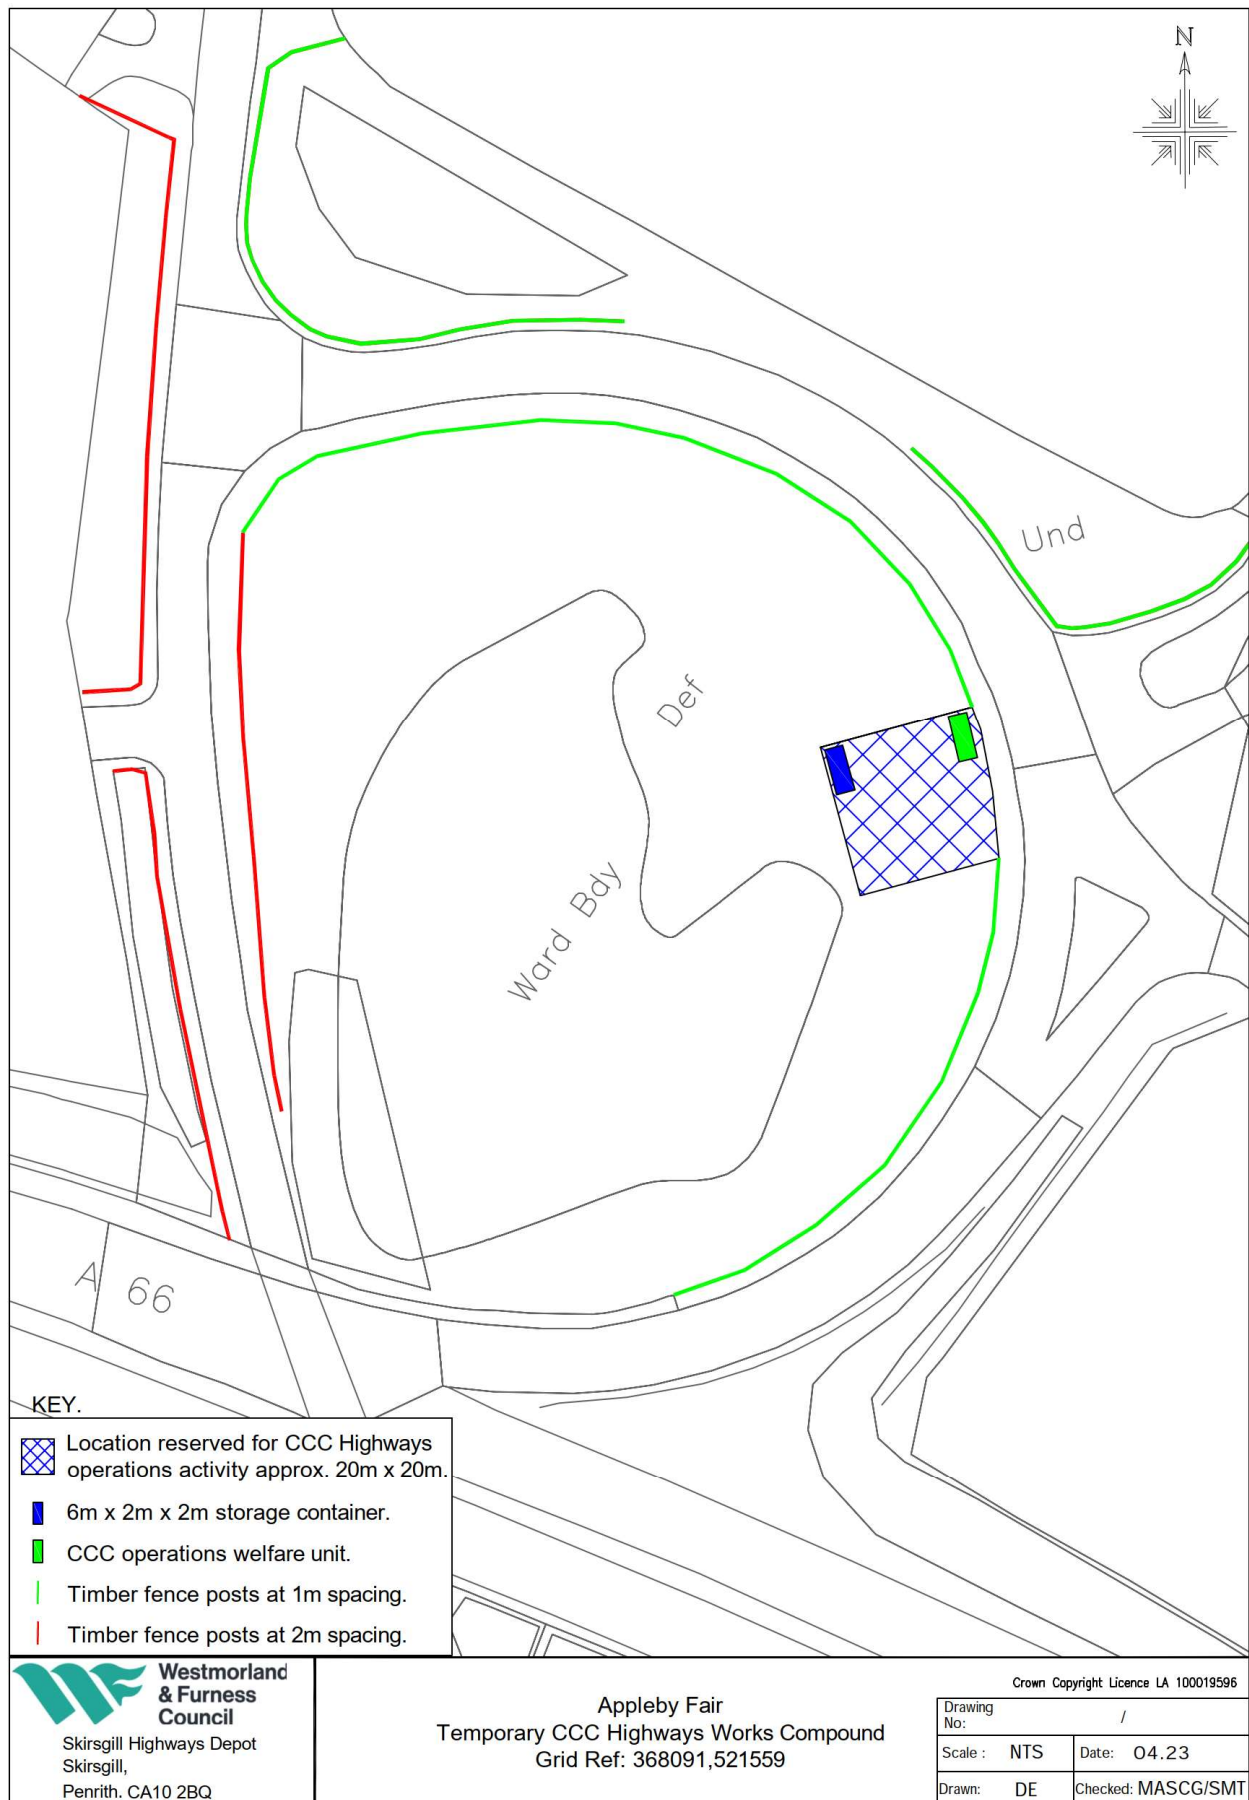 N
Und
Def
Ward Bdy
A 66
KEY.
Location reserved for CCC Highways
operations activity approx. 20m x 20m.
6m x 2m x 2m storage container.
CCC operations welfare unit.
Timber fence posts at 1m spacing.
Timber fence posts at 2m spacing.
Westmorland
& Furness
Council
Skirsgill Highways Depot
Skirsgill,
Penrith. CA10 2BQ
Appleby Fair
Temporary CCC Highways Works Compound
Grid Ref: 368091,521559
Crown Copyright Licence LA 100019596
Drawing
No: /
Scale : NTS Date: 04.23
Drawn: DE Checked: MASCG/SMT